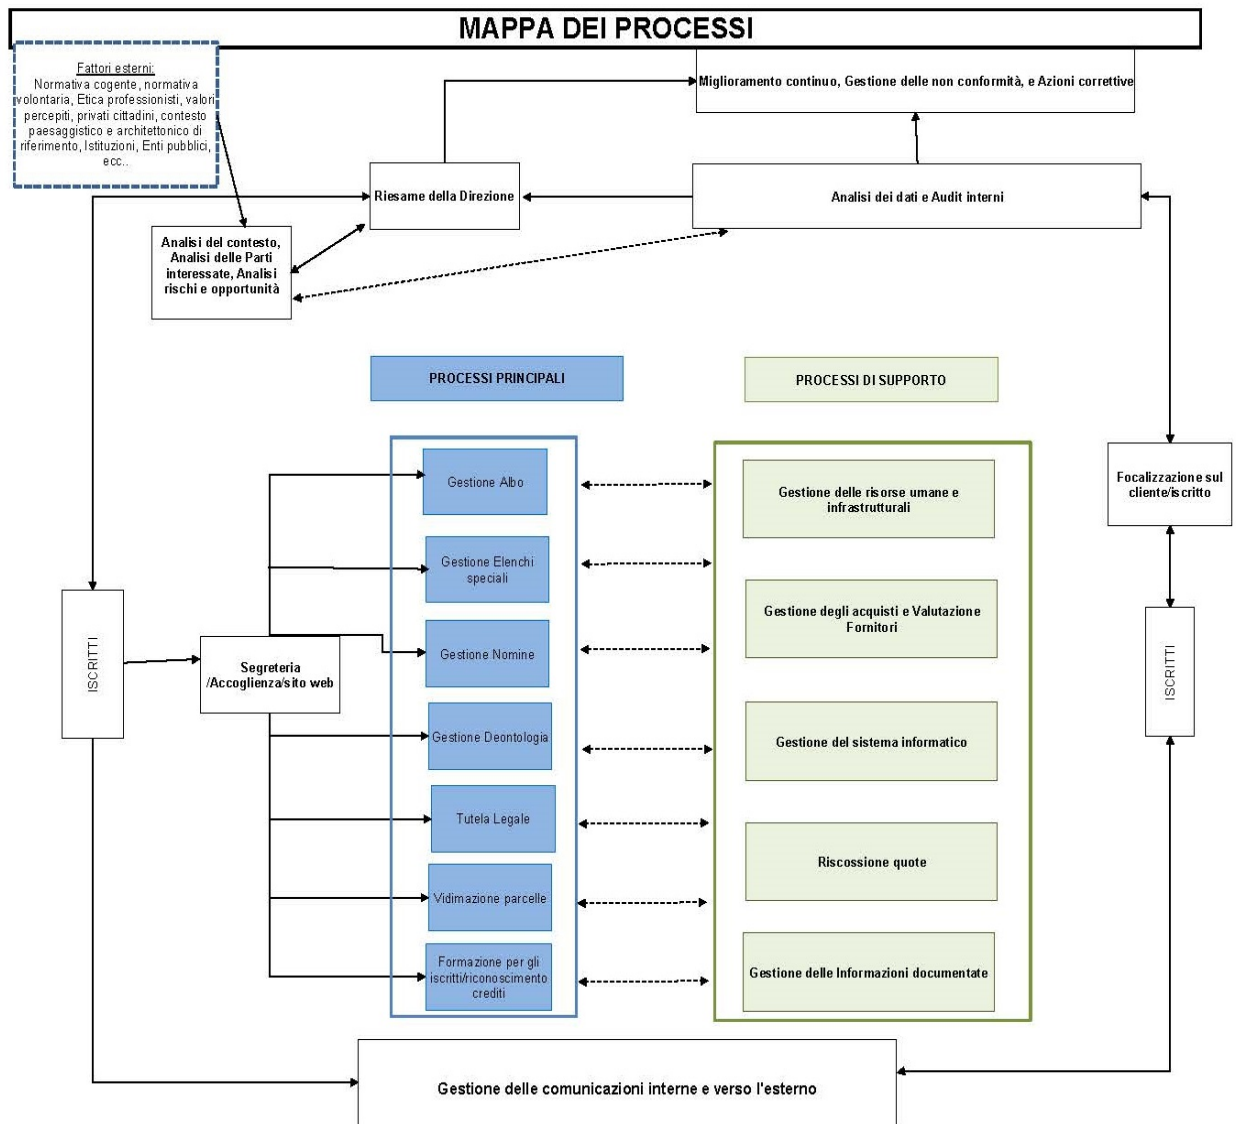 MAPPA DEI PROCESSI
Fattori esterni:
Normativa cogente, normativa
volontaria, Etica professionisti, valori
percepiti, privati cittadini, contesto
paesaggistico e architettonico di
riferimento, Istituzioni, Enti pubblici,
ecc..
Miglioramento continuo, Gestione delle non conformità, e Azioni correttive
Riesame della Direzione
Analisi dei dati e Audit interni
Analisi del contesto,
Analisi delle Parti
interessate, Analisi
rischi e opportunità
PROCESSI PRINCIPALI
PROCESSI DI SUPPORTO
Gestione Albo
Gestione Elenchi
speciali
Gestione Nomine
Gestione Deontologia
Tutela Legale
Vidimazione parcelle
Formazione per gli
iscritti/riconoscimento
crediti
Gestione delle risorse umane e
infrastrutturali
Gestione degli acquisti e Valutazione
Fornitori
Gestione del sistema informatico
Riscossione quote
Gestione delle Informazioni documentate
Focalizzazione sul
cliente/iscritto
ISCRITTI
Segreteria
/Accoglienza/sito web
ISCRITTI
Gestione delle comunicazioni interne e verso l'esterno